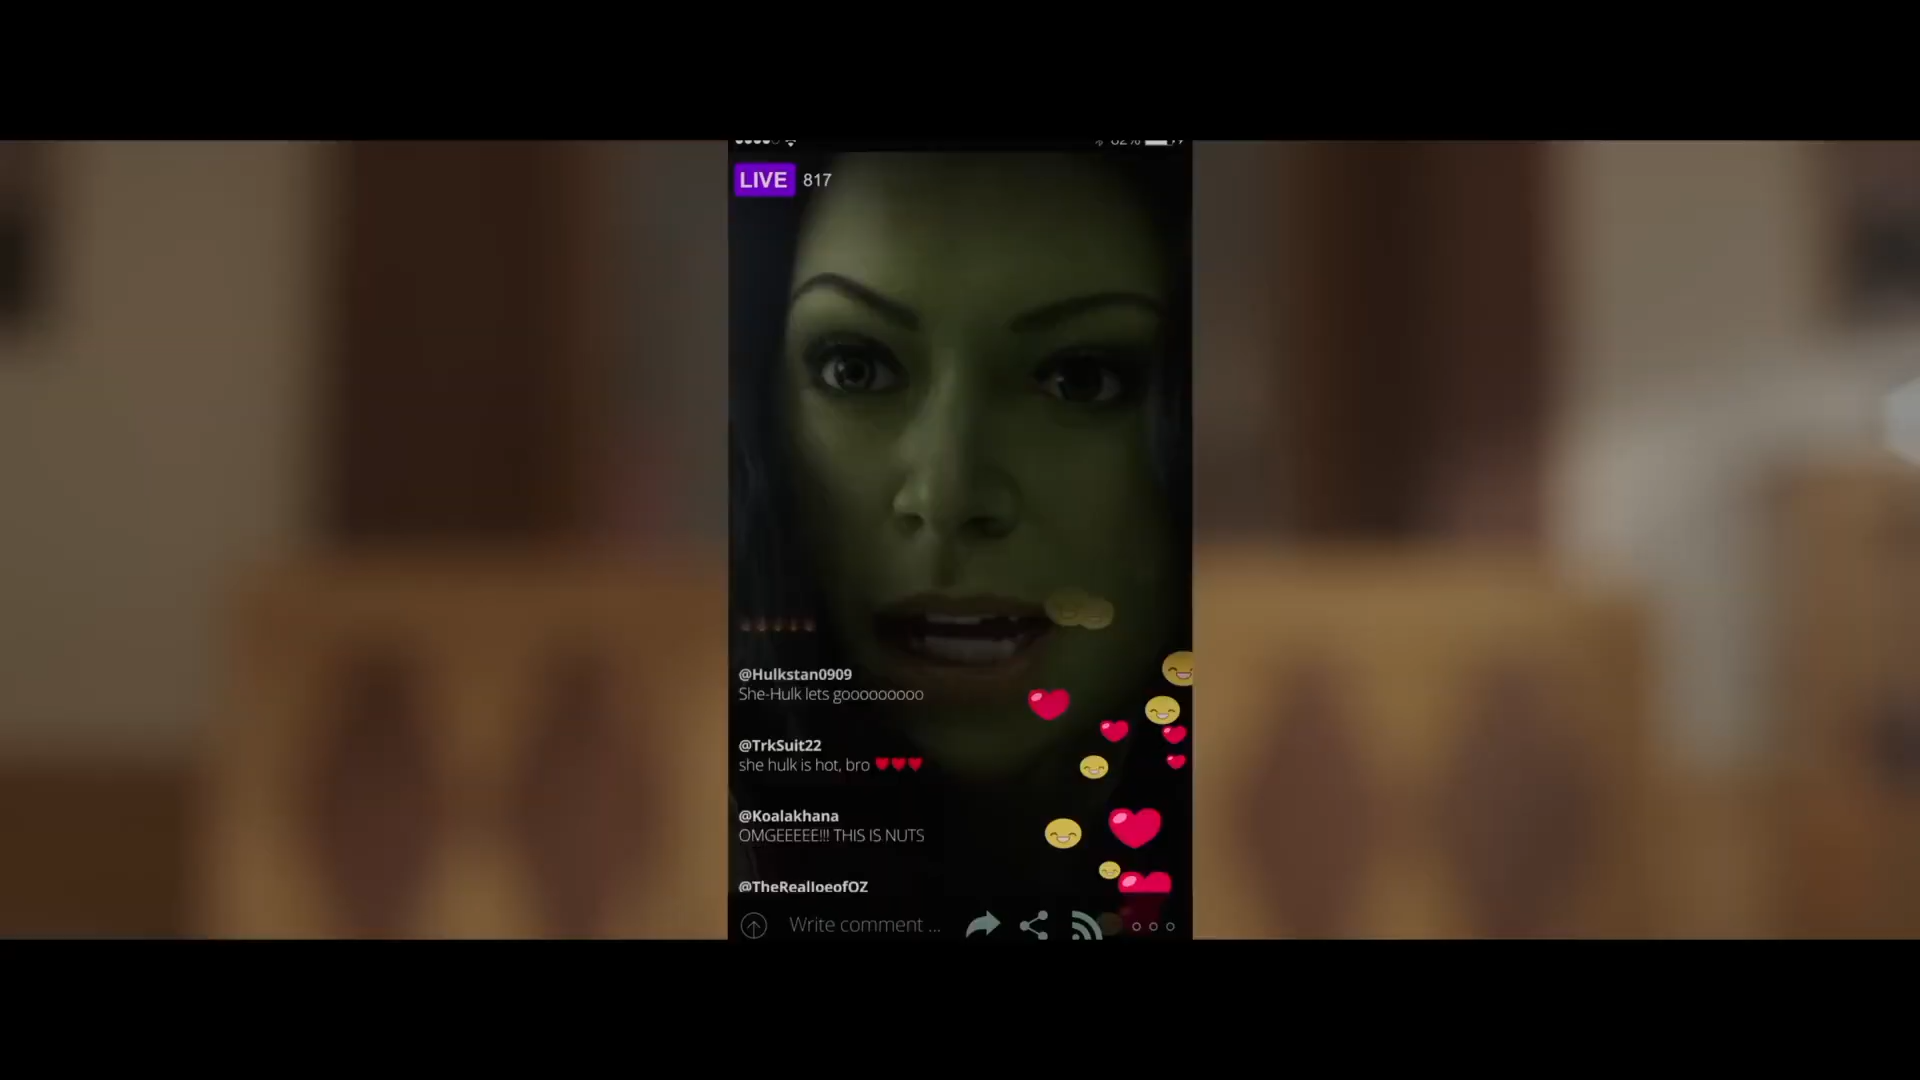 LIVE 817
@Hulkstan0909
She-Hulk lets gooooooooo
@TrkSuit22
she hulk is hot, bro ♥♥♥
@Koalakhana
OMGEEEEE!!! THIS IS NUTS
@TheRealJoeofOZ
Write comment ...